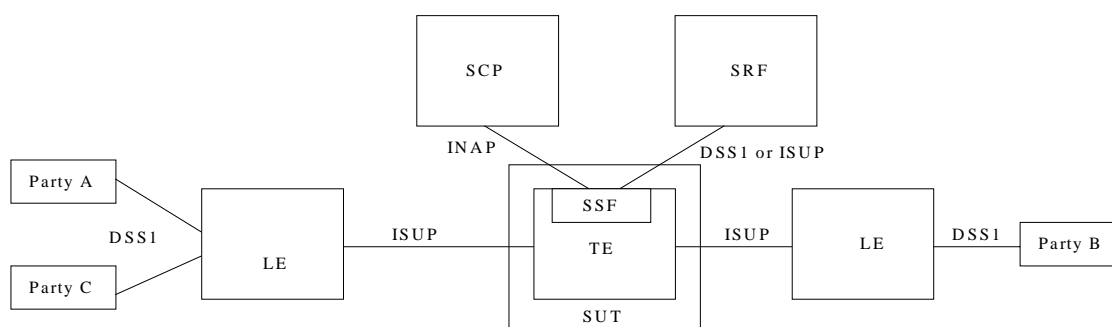 SCP
SRF
INAP
DSS1 or ISUP
Party A
SSF
DSS1
ISUP
TE
ISUP
LE
DSS1
Party B
LE
Party C
SUT